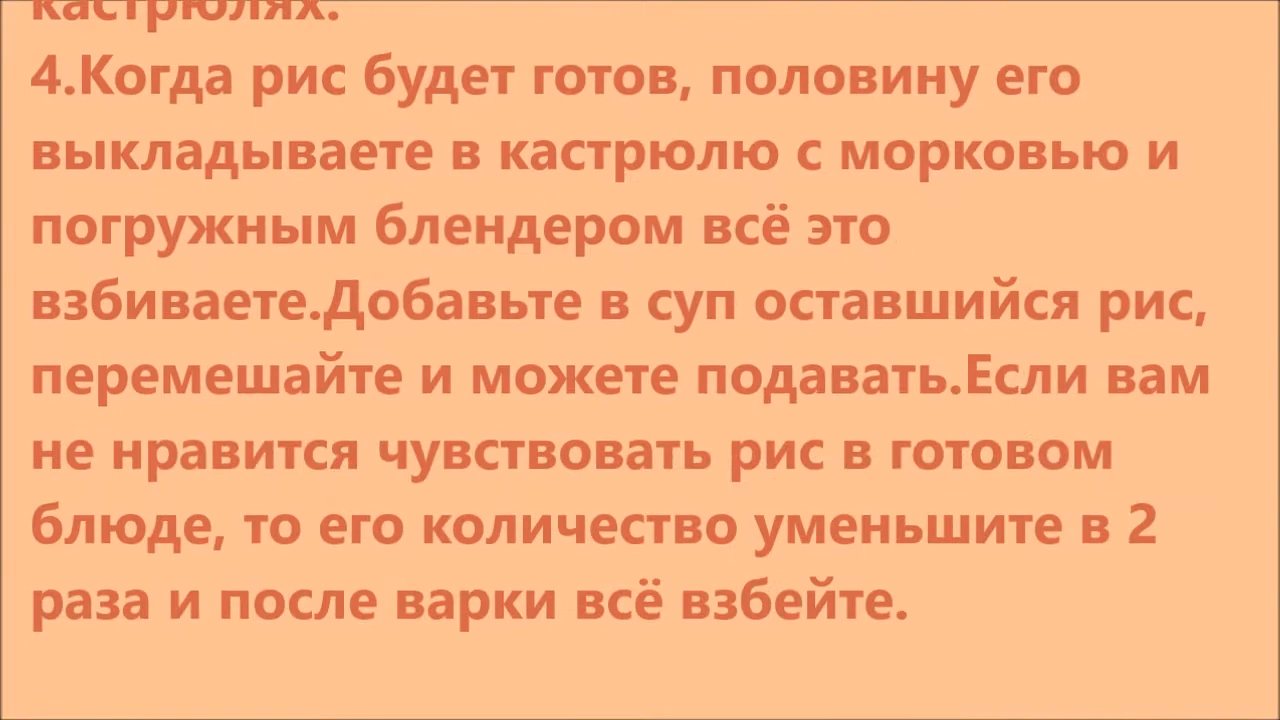 кастрюлях.
4.Когда рис будет готов, половину его
выкладываете в кастрюлю с морковью и
погружным блендером всё это
взбиваете.Добавьте в суп оставшийся рис,
перемешайте и можете подавать.Если вам
не нравится чувствовать рис в готовом
блюде, то его количество уменьшите в 2
раза и после варки всё взбейте.